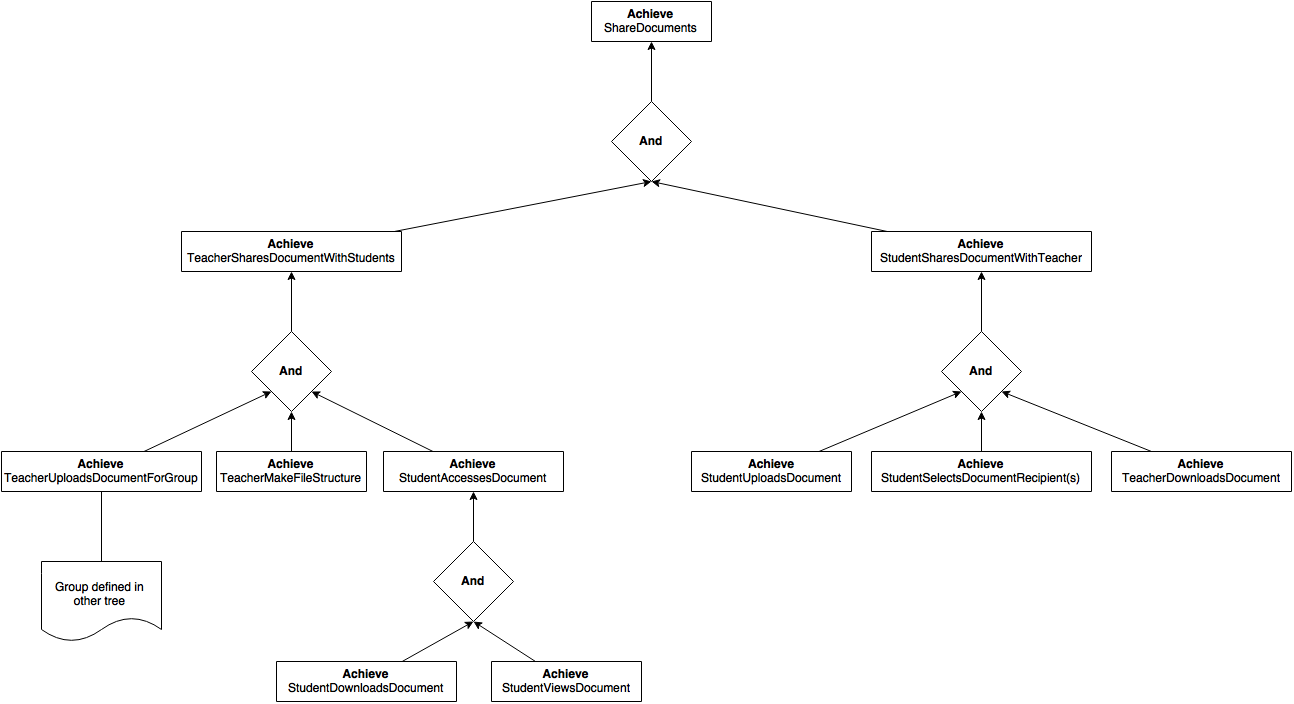 Achieve
ShareDocuments
And
Achieve
TeacherSharesDocumentWithStudents
Achieve
StudentSharesDocumentWithTeacher
And
And
Achieve
TeacherUploadsDocumentForGroup
Achieve
TeacherMakeFileStructure
Achieve
StudentAccessesDocument
Achieve
StudentUploadsDocument
Achieve
StudentSelectsDocumentRecipient(s)
Achieve
TeacherDownloadsDocument
Group defined in
other tree
And
Achieve
StudentDownloadsDocument
Achieve
StudentViewsDocument